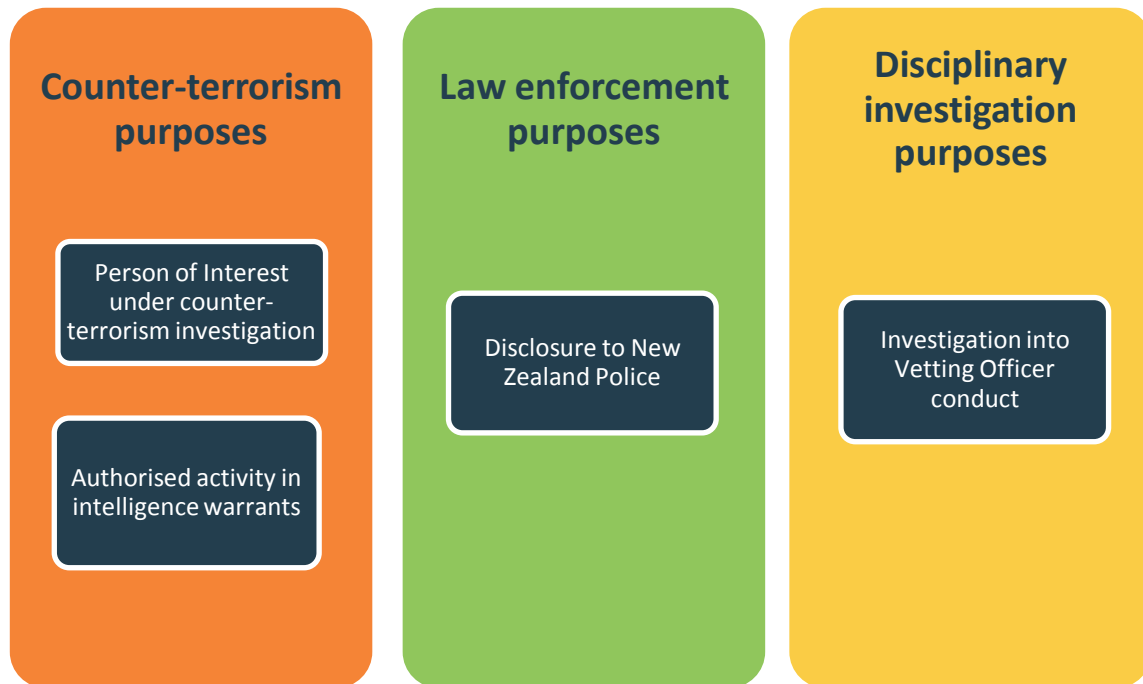 Counter-terrorism
purposes
Person of Interest
under counter-
terrorism investigation
Authorised activity in
intelligence warrants
Law enforcement
purposes
Disclosure to New
Zealand Police
Disciplinary
investigation
purposes
Investigation into
Vetting Officer
conduct